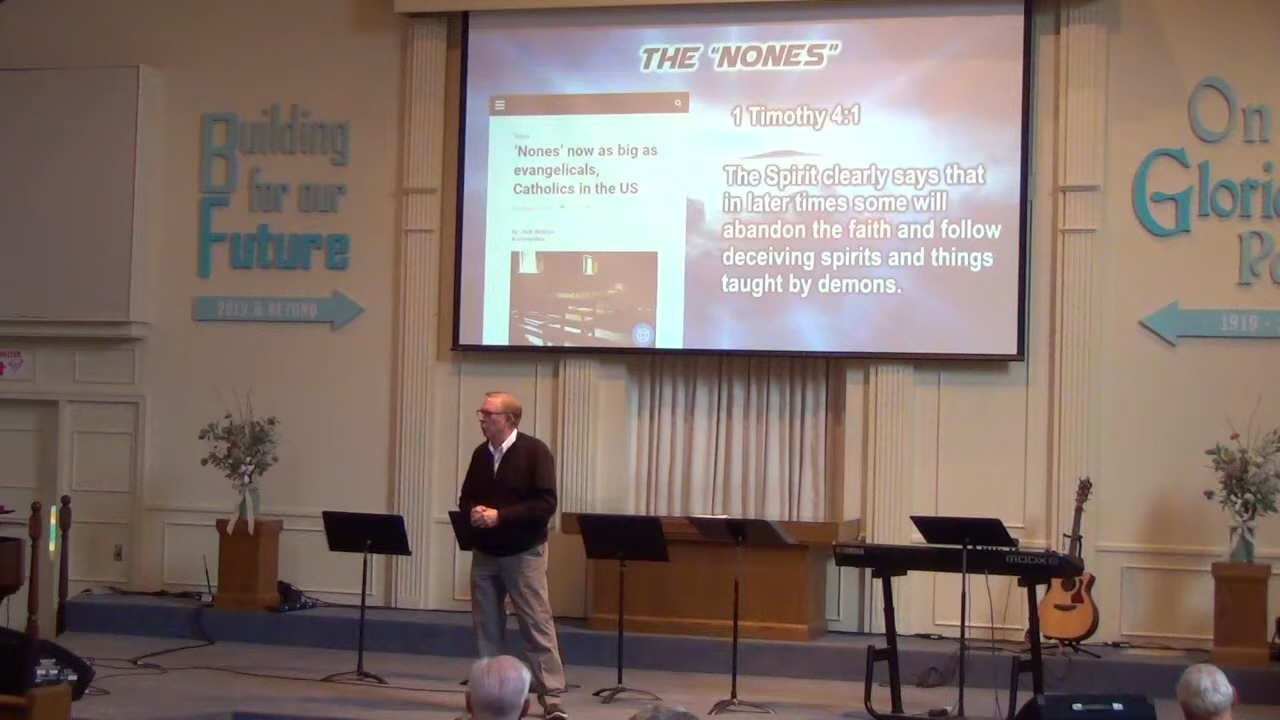 THE "NONES"
'Nones' now as big as
evangelicals,
Catholics in the US
1 Timothy 4:1
The Spirit clearly says that
in later times some will
abandon the faith and follow
deceiving spirits and things
taught by demons.
Building
for our
Future
2013 & BEYOND
On
Glori
1919 -
YAMAHA
MODX8